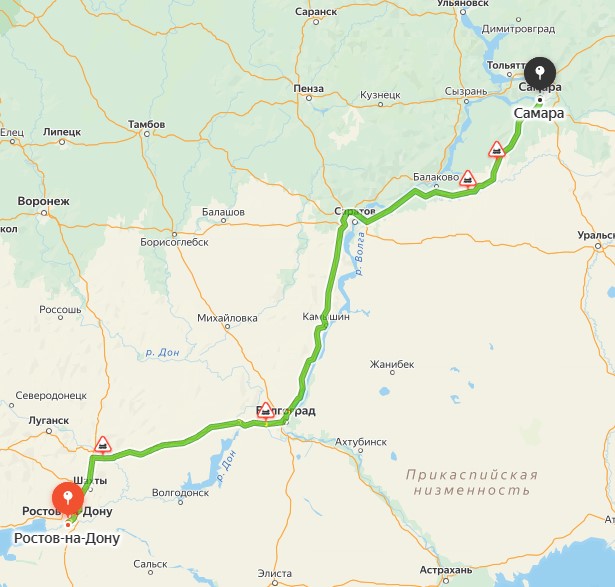 Ульяновск
Саранск
Димитровград
Тольятти
Пенза
Самара
Кузнецк
Сызрань
Самара
Тамбов
Елец
Липецк
Балаково
Воронеж
Балашов
Саратов
кол
Борисоглебск
Уральск
р. Волга
Россошь
Михайловка
Камышин
р. Дон
Жанибек
Северодонецк
Волгоград
Луганск
Ахтубинск
р. Дон
Прикаспийская
низменность
Шахты
Волгодонск
Ростов-на-Дону
Ростов-на-Дону
Сальск
Элиста
Астрахань